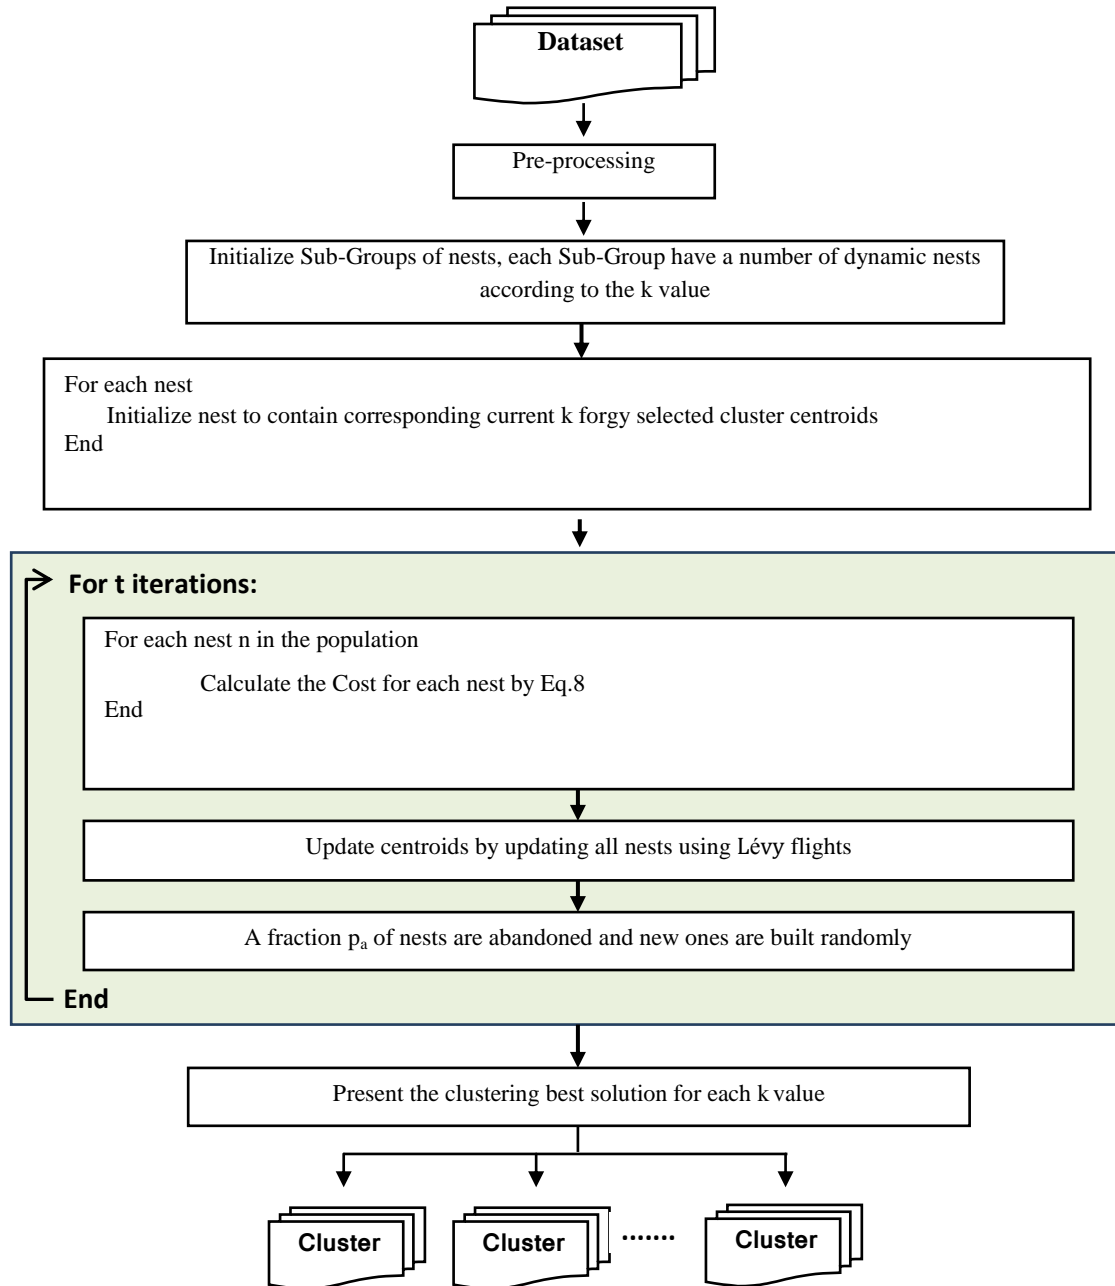 Dataset
Pre-processing
Initialize Sub-Groups of nests, each Sub-Group have a number of dynamic nests
according to the k value
For each nest
Initialize nest to contain corresponding current k forgy selected cluster centroids
End
For t iterations:
For each nest n in the population
Calculate the Cost for each nest by Eq.8
End
Update centroids by updating all nests using Lévy flights
A fraction pa of nests are abandoned and new ones are built randomly
End
Present the clustering best solution for each k value
Cluster Cluster ....... Cluster